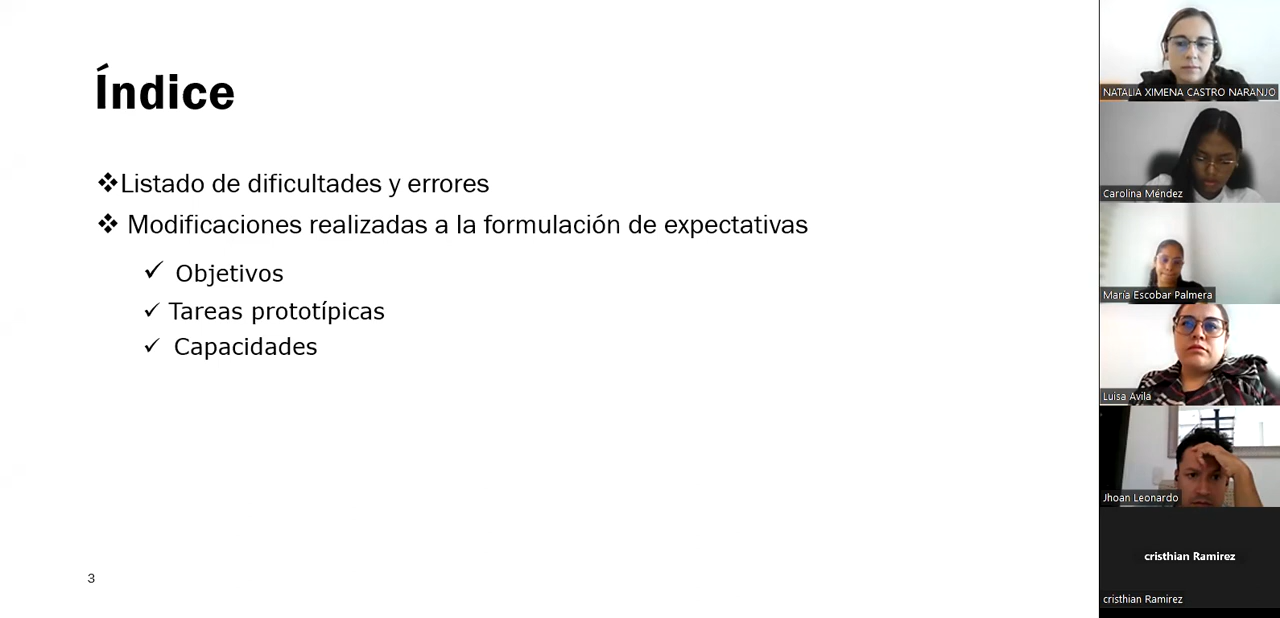 Índice
Listado de dificultades y errores
Modificaciones realizadas a la formulación de expectativas
Objetivos
Tareas prototípicas
Capacidades
3
NATALIA XIMENA CASTRO NARANJO
Carolina Méndez
María Escobar Palmera
Luisa Avila
Jhoan Leonardo
cristhian Ramirez
cristhian Ramirez